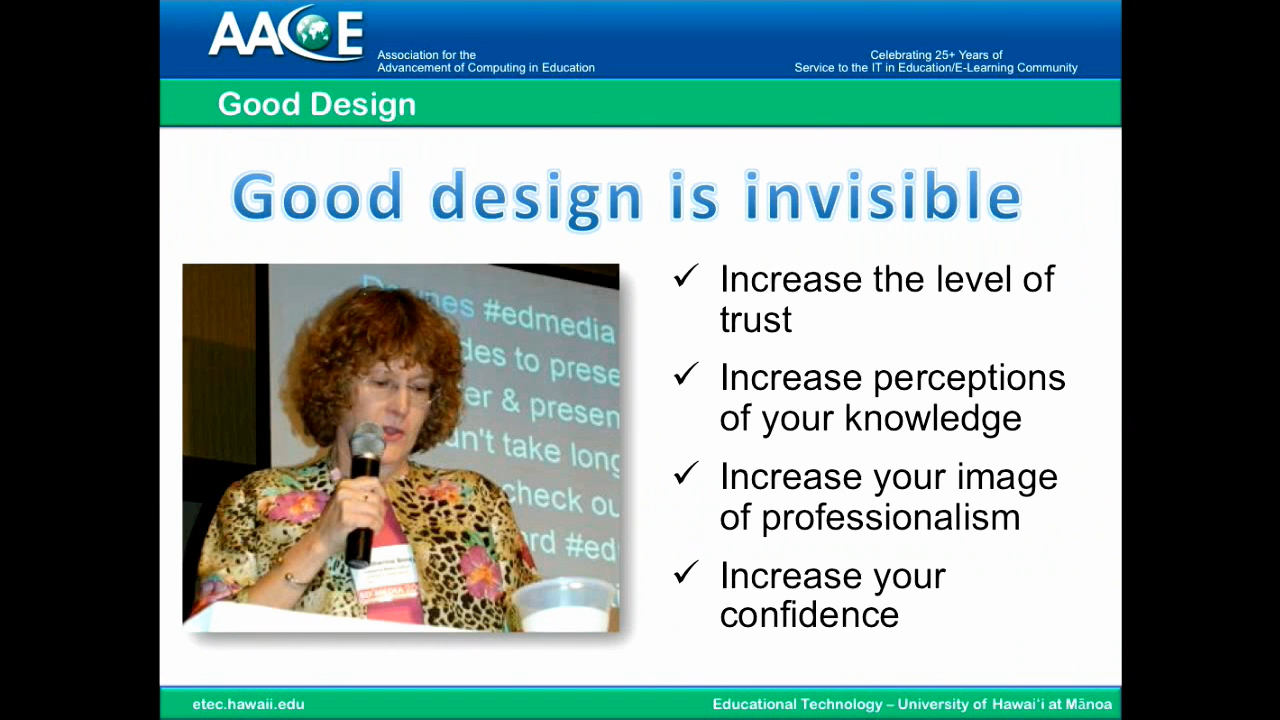 AACE
Association for the
Advancement of Computing in Education
Celebrating 25+ Years of
Service to the IT in Education/E-Learning Community
Good Design
Good design is invisible
#edmedia
des to prese
er & presen
n't take long
check ou
rd #ed
✓ Increase the level of
trust
✓ Increase perceptions
of your knowledge
✓ Increase your image
of professionalism
✓ Increase your
confidence
etec.hawaii.edu
Educational Technology – University of Hawaiʻi at Mānoa